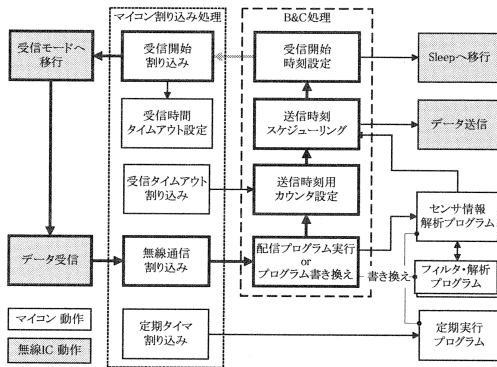 マイコン割り込み処理
B&C処理
受信モードへ
移行
受信開始
割り込み
受信開始
時刻設定
Sleepへ移行
受信時間
タイムアウト設定
送信時刻
スケジューリング
データ送信
受信タイムアウト
割り込み
送信時刻用
カウンタ設定
センサ情報
解析プログラム
データ受信
無線通信
割り込み
配信プログラム実行
or
プログラム書き換え
書き換え
フィルタ・解析
プログラム
マイコン 動作
無線IC 動作
定期タイマ
割り込み
定期実行
プログラム